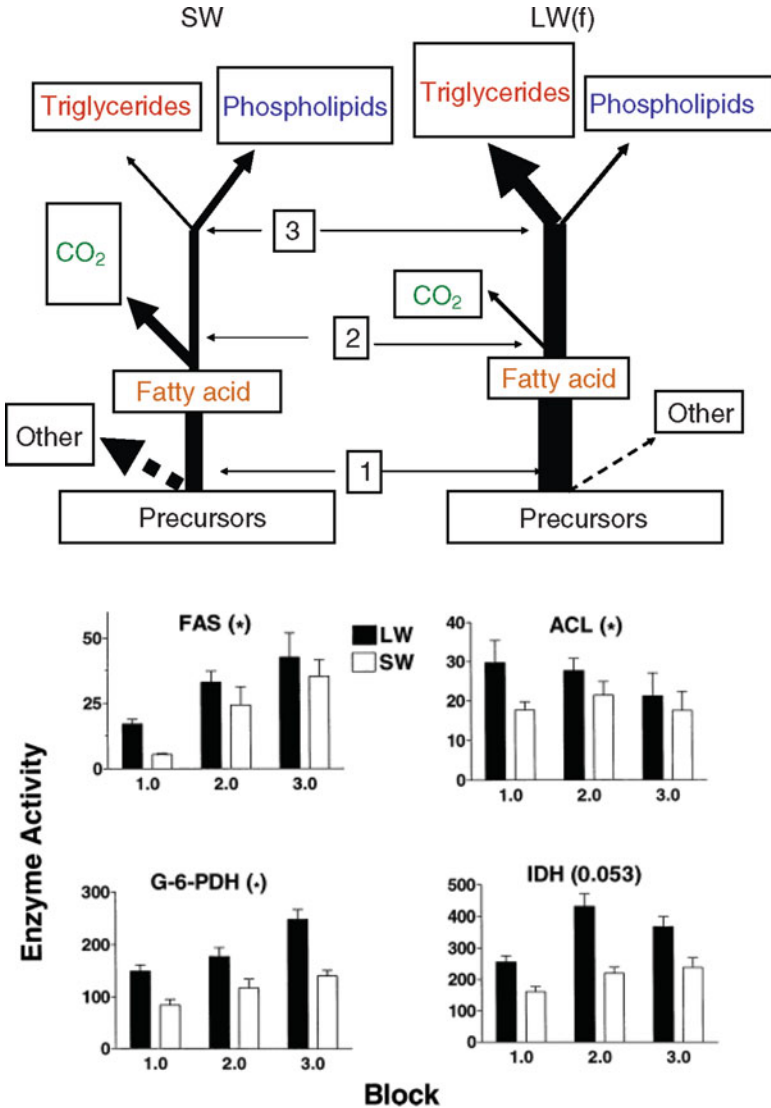 SW LW(f)
Triglycerides Phospholipids Triglycerides Phospholipids
CO₂ 3
CO₂
2
Fatty acid Fatty acid
Other Other
1
Precursors Precursors
FAS (*)
50
25
0
1.0 2.0 3.0
LW
SW
ACL (*)
40
30
20
10
0
1.0 2.0 3.0
Enzyme Activity
G-6-PDH (*)
300
200
100
0
1.0 2.0 3.0
IDH (0.053)
500
400
300
200
100
0
1.0 2.0 3.0
Block